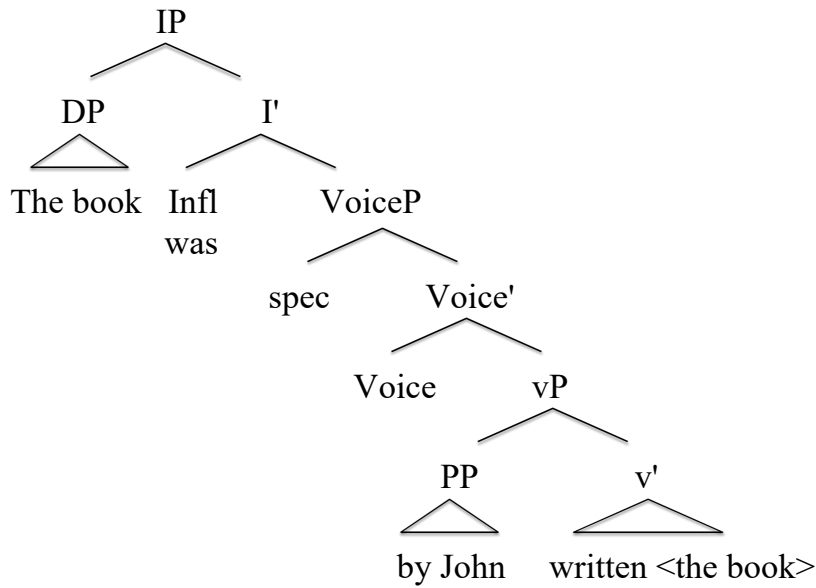 IP
DP I'
The book Infl VoiceP
was
spec Voice'
Voice vP
PP v'
by John written <the book>